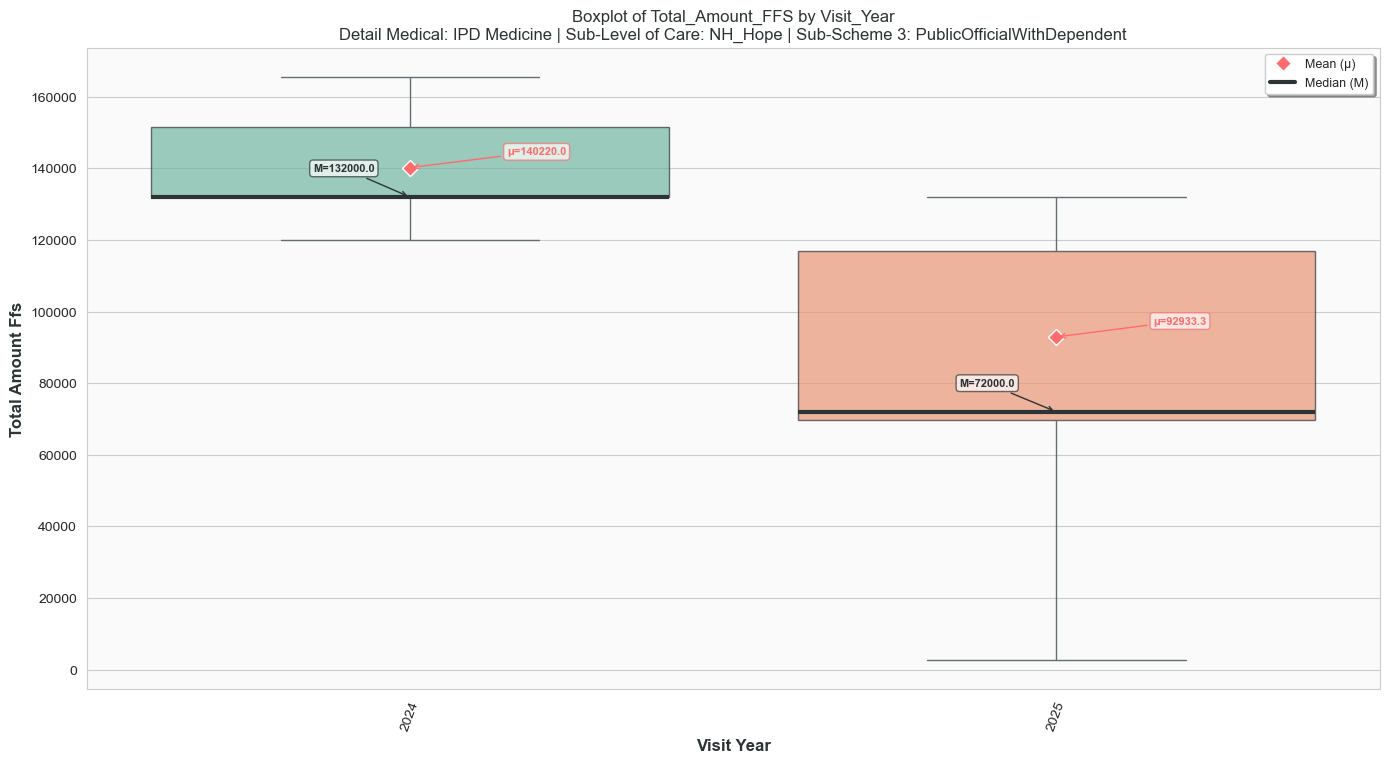 Boxplot of Total_Amount_FFS by Visit_Year
Detail Medical: IPD Medicine | Sub-Level of Care: NH_Hope | Sub-Scheme 3: PublicOfficialWithDependent
Mean (μ)
Median (M)
Total Amount Ffs
160000
140000
120000
100000
80000
60000
40000
20000
0
M=132000.0
μ=140220.0
M=72000.0
μ=92933.3
2024
2025
Visit Year